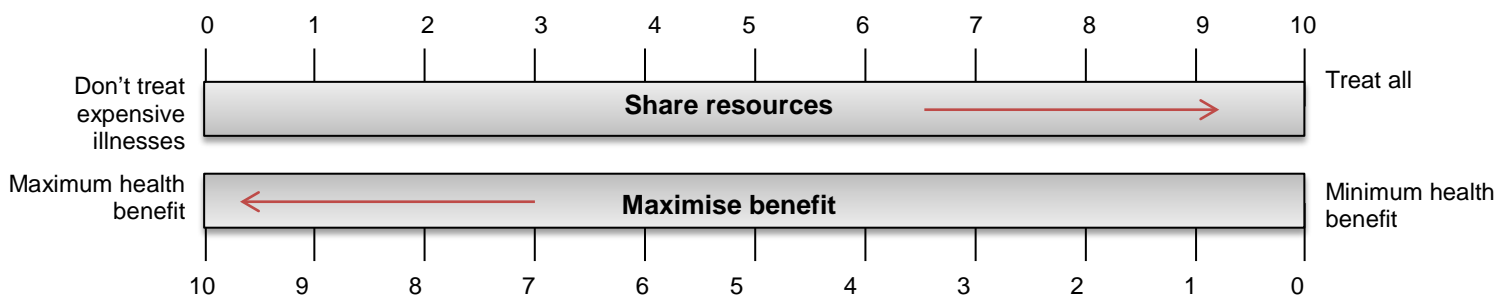 0 1 2 3 4 5 6 7 8 9 10
Don’t treat
expensive
illnesses
Share resources
Treat all
Maximum health
benefit
Maximise benefit
Minimum health
benefit
10 9 8 7 6 5 4 3 2 1 0